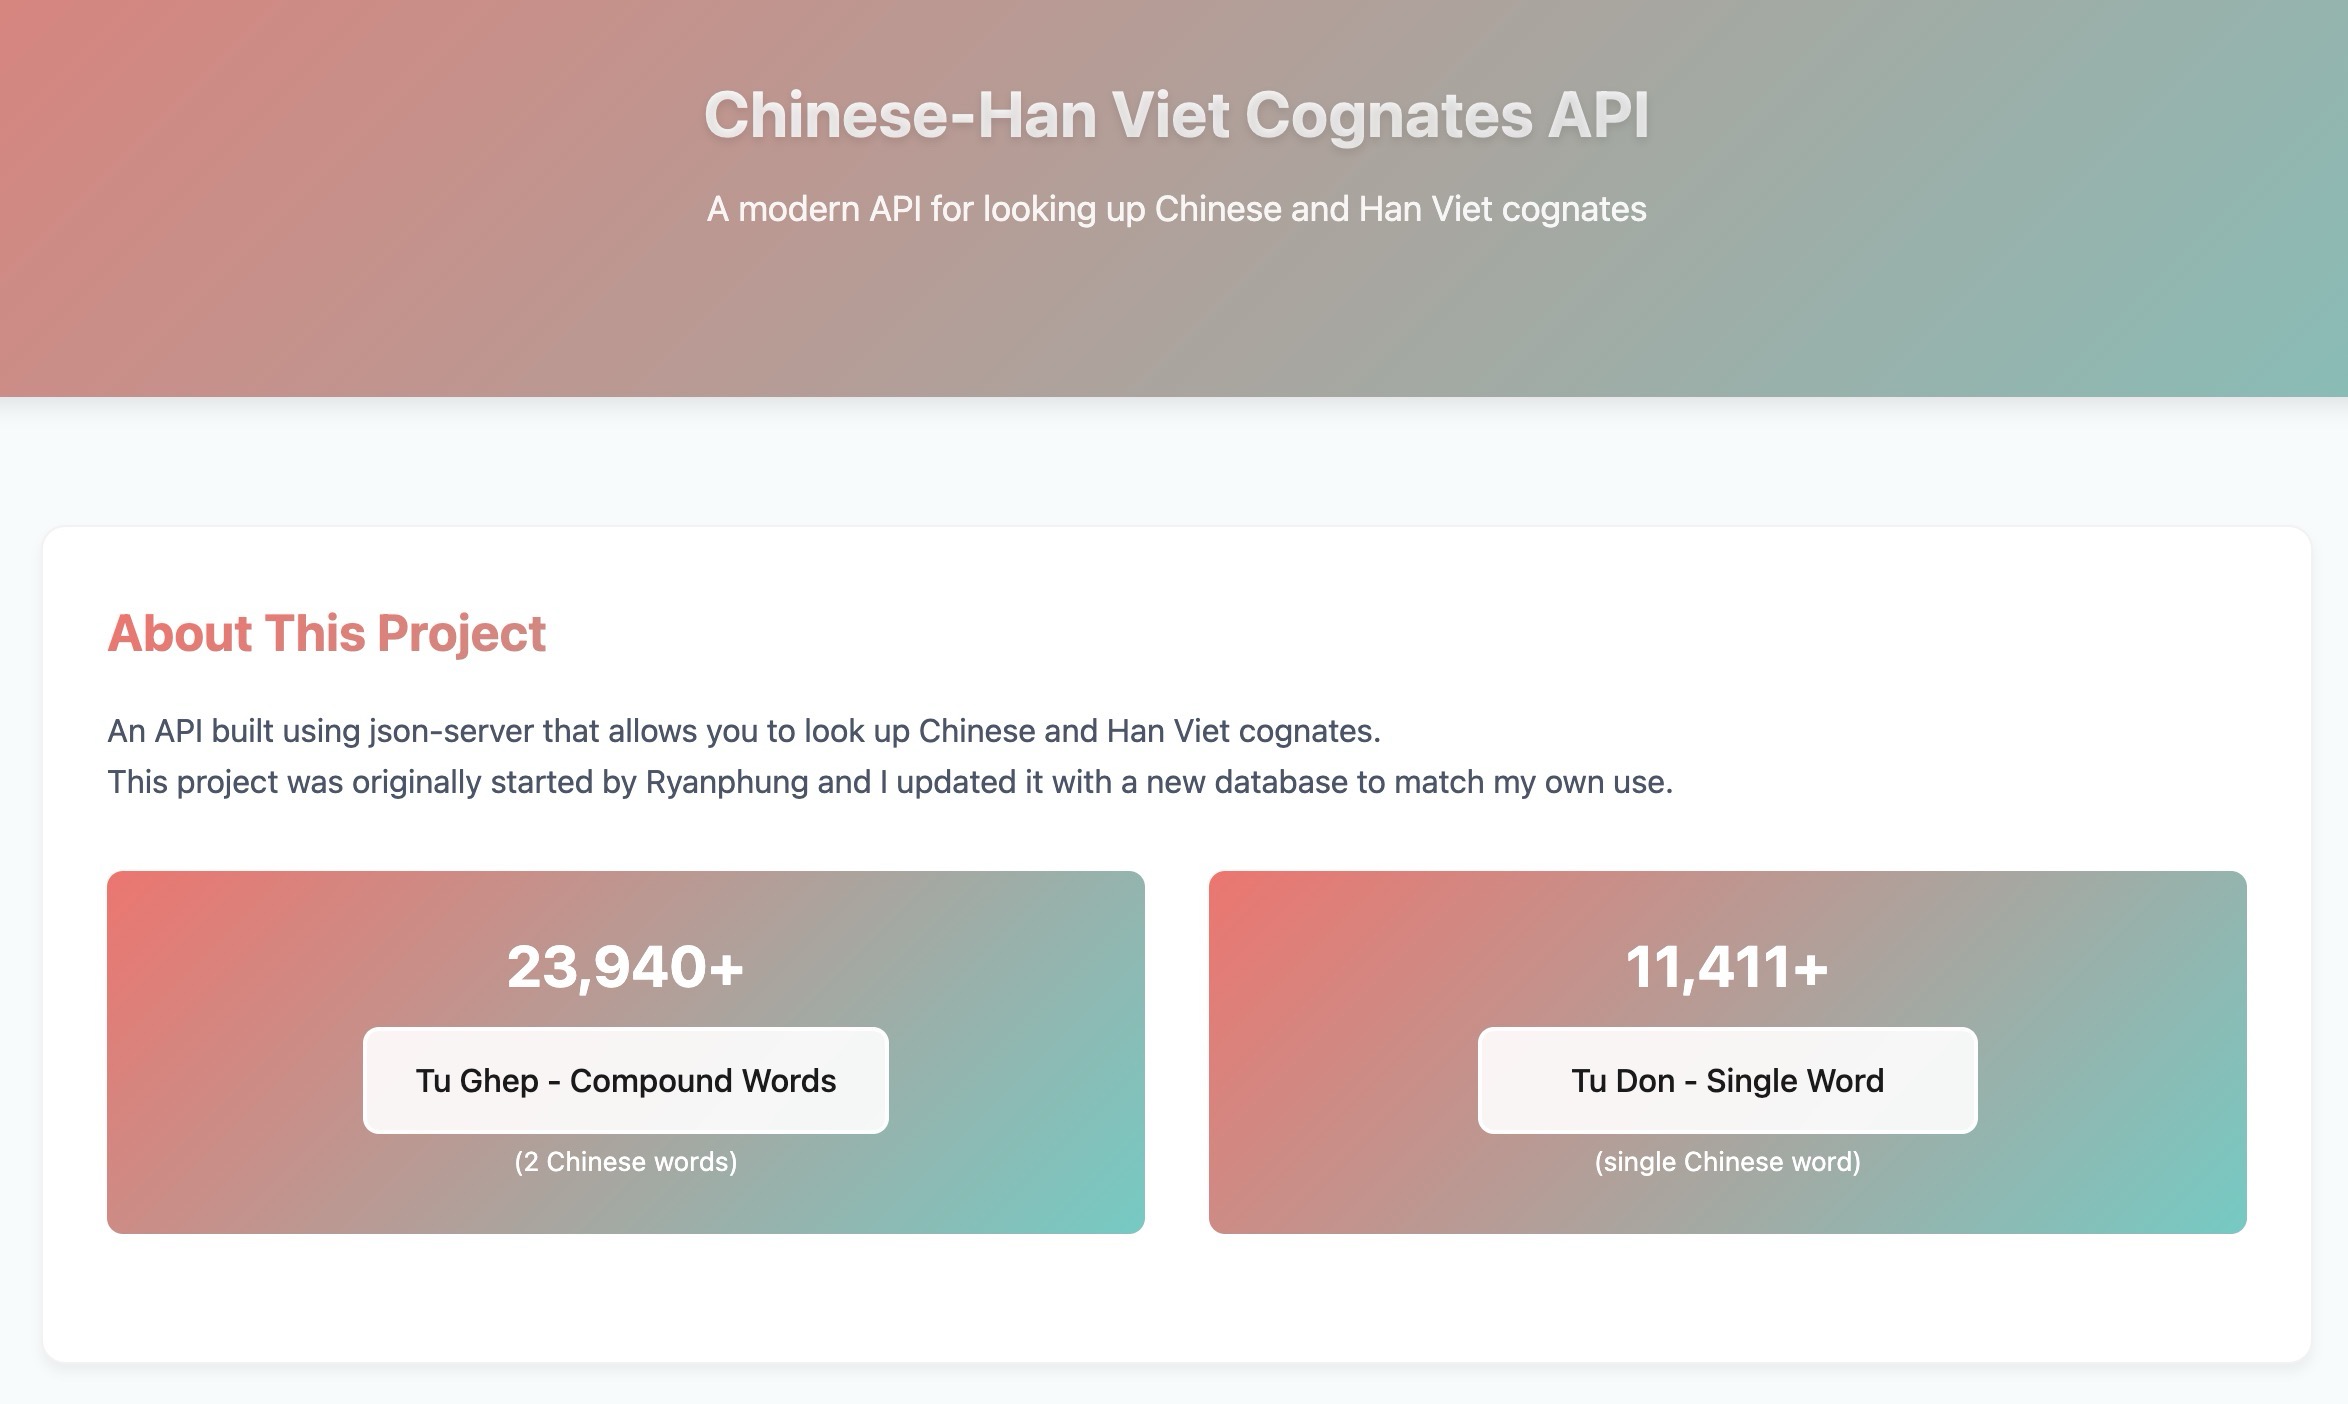 Chinese-Han Viet Cognates API
A modern API for looking up Chinese and Han Viet cognates
About This Project
An API built using json-server that allows you to look up Chinese and Han Viet cognates.
This project was originally started by Ryanphung and I updated it with a new database to match my own use.
23,940+
Tu Ghep - Compound Words
(2 Chinese words)
11,411+
Tu Don - Single Word
(single Chinese word)